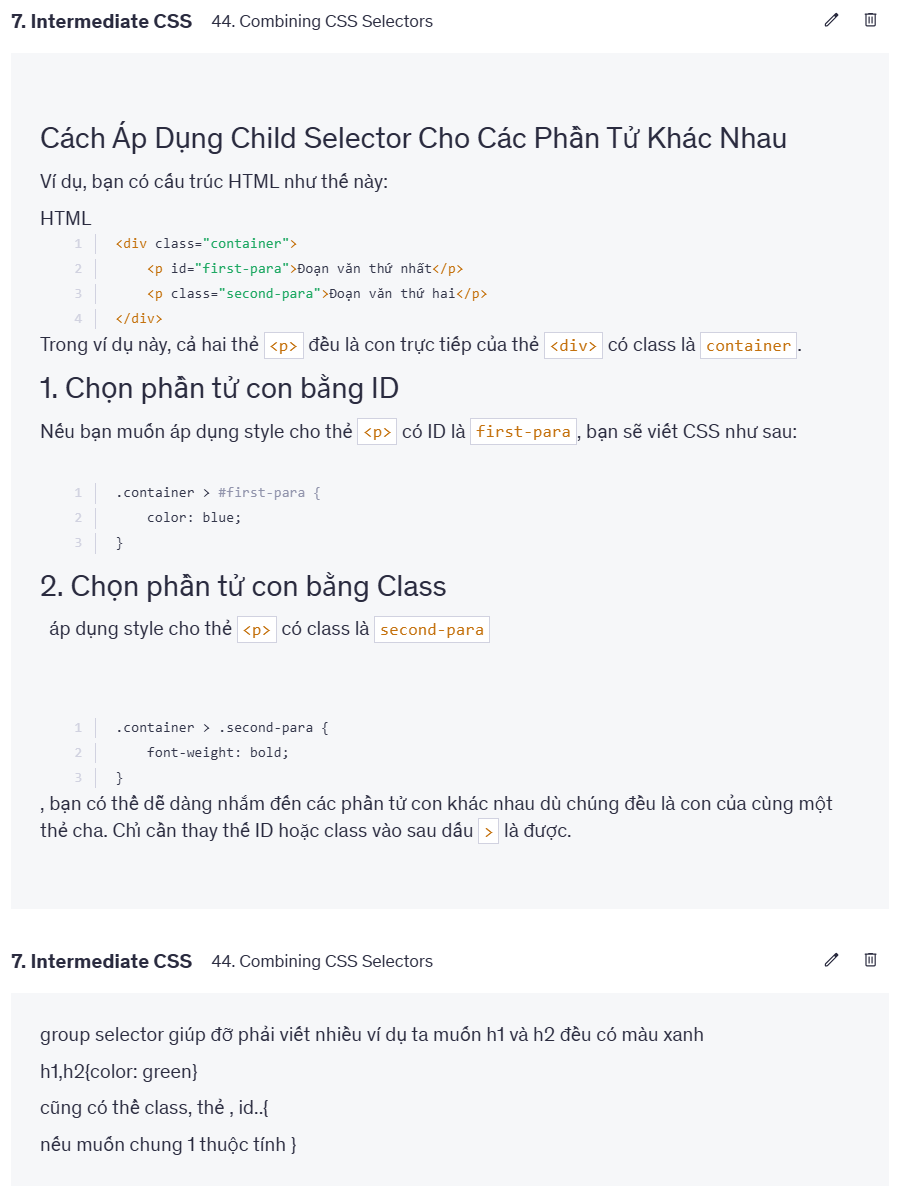 7. Intermediate CSS 44. Combining CSS Selectors
Cách Áp Dụng Child Selector Cho Các Phần Tử Khác Nhau
Ví dụ, bạn có cấu trúc HTML như thế này:
HTML
1 <div class="container">
2 <p id="first-para">Đoạn văn thứ nhất</p>
3 <p class="second-para">Đoạn văn thứ hai</p>
4 </div>
Trong ví dụ này, cả hai thẻ <p> đều là con trực tiếp của thẻ <div> có class là container.
1. Chọn phần tử con bằng ID
Nếu bạn muốn áp dụng style cho thẻ <p> có ID là first-para, bạn sẽ viết CSS như sau:
1 .container > #first-para {
2 color: blue;
3 }
2. Chọn phần tử con bằng Class
áp dụng style cho thẻ <p> có class là second-para
1 .container > .second-para {
2 font-weight: bold;
3 }
, bạn có thể dễ dàng nhắm đến các phần tử con khác nhau dù chúng đều là con của cùng một
thẻ cha. Chỉ cần thay thế ID hoặc class vào sau dấu > là được.
7. Intermediate CSS 44. Combining CSS Selectors
group selector giúp đỡ phải viết nhiều ví dụ ta muốn h1 và h2 đều có màu xanh
h1,h2{color: green}
cũng có thể class, thẻ , id..{
nếu muốn chung 1 thuộc tính }